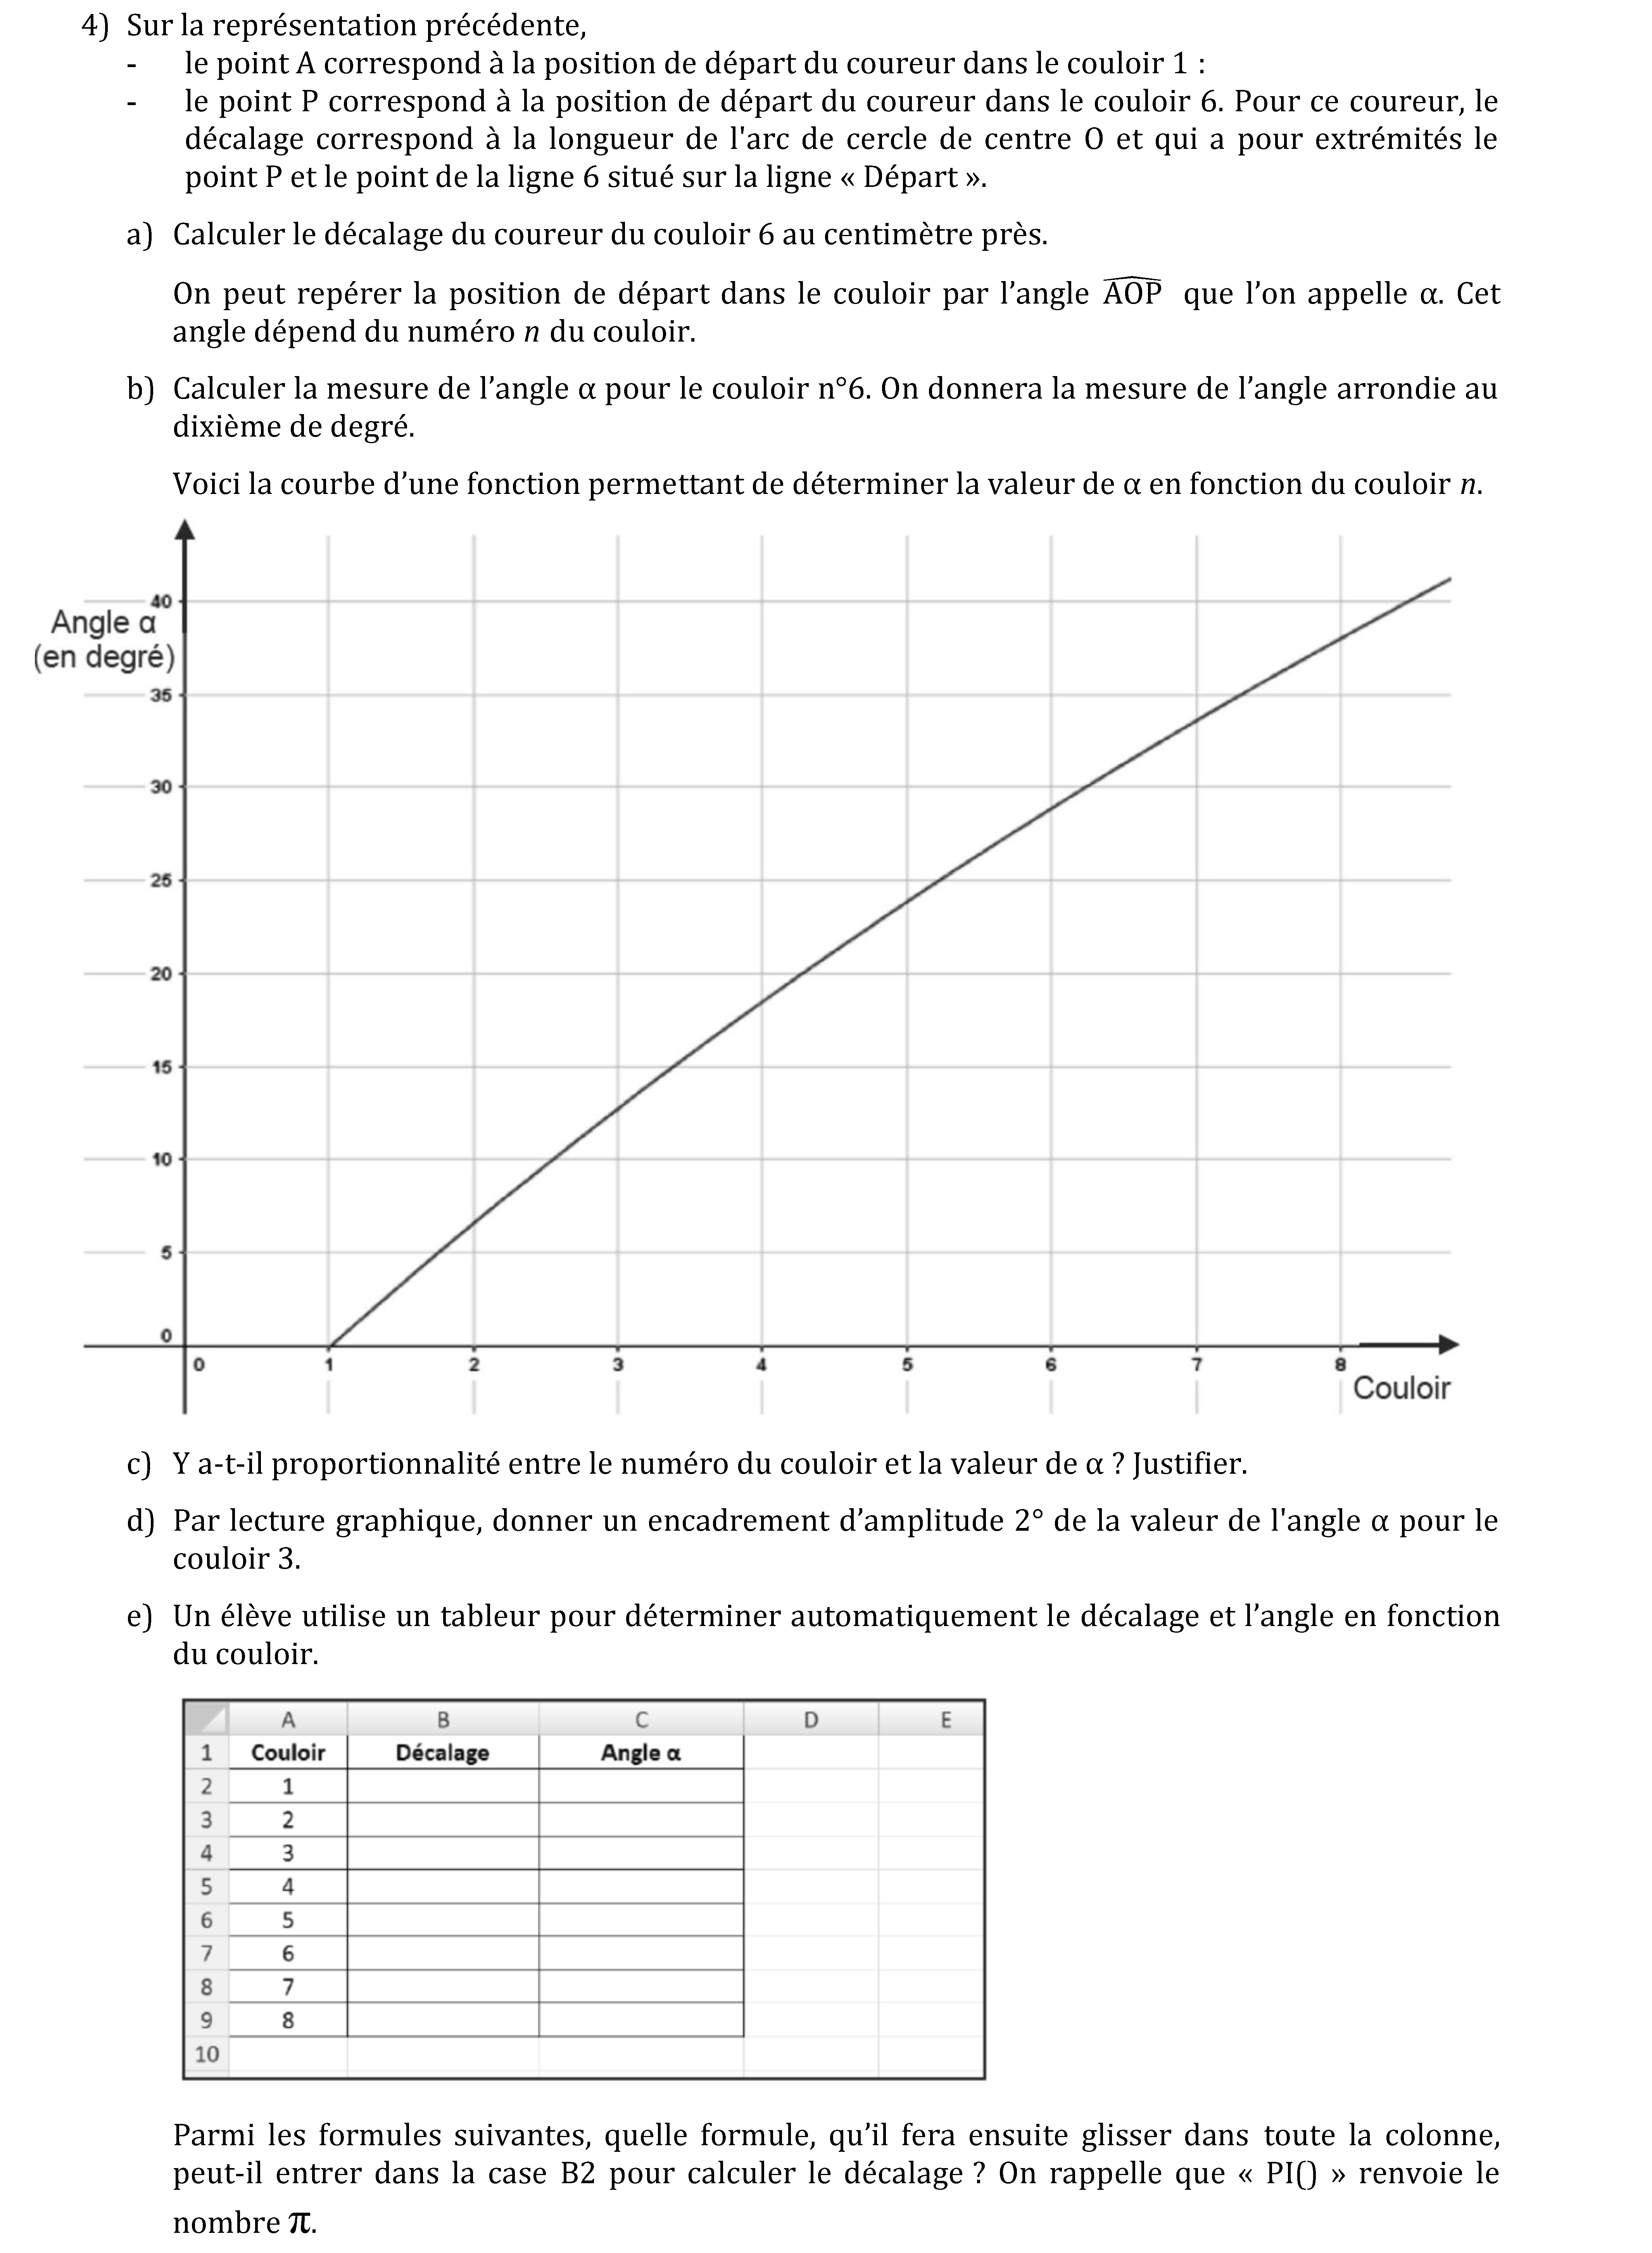 4) Sur la représentation précédente,
- le point A correspond à la position de départ du coureur dans le couloir 1 :
- le point P correspond à la position de départ du coureur dans le couloir 6. Pour ce coureur, le
décalage correspond à la longueur de l'arc de cercle de centre O et qui a pour extrémités le
point P et le point de la ligne 6 situé sur la ligne « Départ ».
a) Calculer le décalage du coureur du couloir 6 au centimètre près.
On peut repérer la position de départ dans le couloir par l’angle AOP que l’on appelle α. Cet
angle dépend du numéro n du couloir.
b) Calculer la mesure de l’angle α pour le couloir n°6. On donnera la mesure de l’angle arrondie au
dixième de degré.
Voici la courbe d’une fonction permettant de déterminer la valeur de α en fonction du couloir n.
40
Angle α
(en degré)
35
30
25
20
15
10
5
0
0 1 2 3 4 5 6 7 8
Couloir
c) Y a-t-il proportionnalité entre le numéro du couloir et la valeur de α ? Justifier.
d) Par lecture graphique, donner un encadrement d’amplitude 2° de la valeur de l'angle α pour le
couloir 3.
e) Un élève utilise un tableur pour déterminer automatiquement le décalage et l’angle en fonction
du couloir.
A B C D E
1 Couloir Décalage Angle α
2 1
3 2
4 3
5 4
6 5
7 6
8 7
9 8
10
Parmi les formules suivantes, quelle formule, qu’il fera ensuite glisser dans toute la colonne,
peut-il entrer dans la case B2 pour calculer le décalage ? On rappelle que « PI() » renvoie le
nombre π.